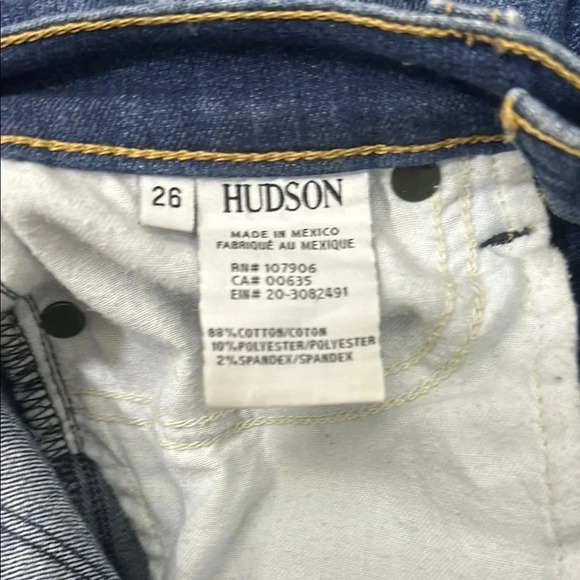 26
HUDSON
MADE IN MEXICO
FABRIQUÉ AU MEXIQUE
RN# 107906
CA# 00635
EIN# 20-3082491
88%COTTON/COTON
10%POLYESTER/POLYESTER
2%SPANDEX/SPANDEX